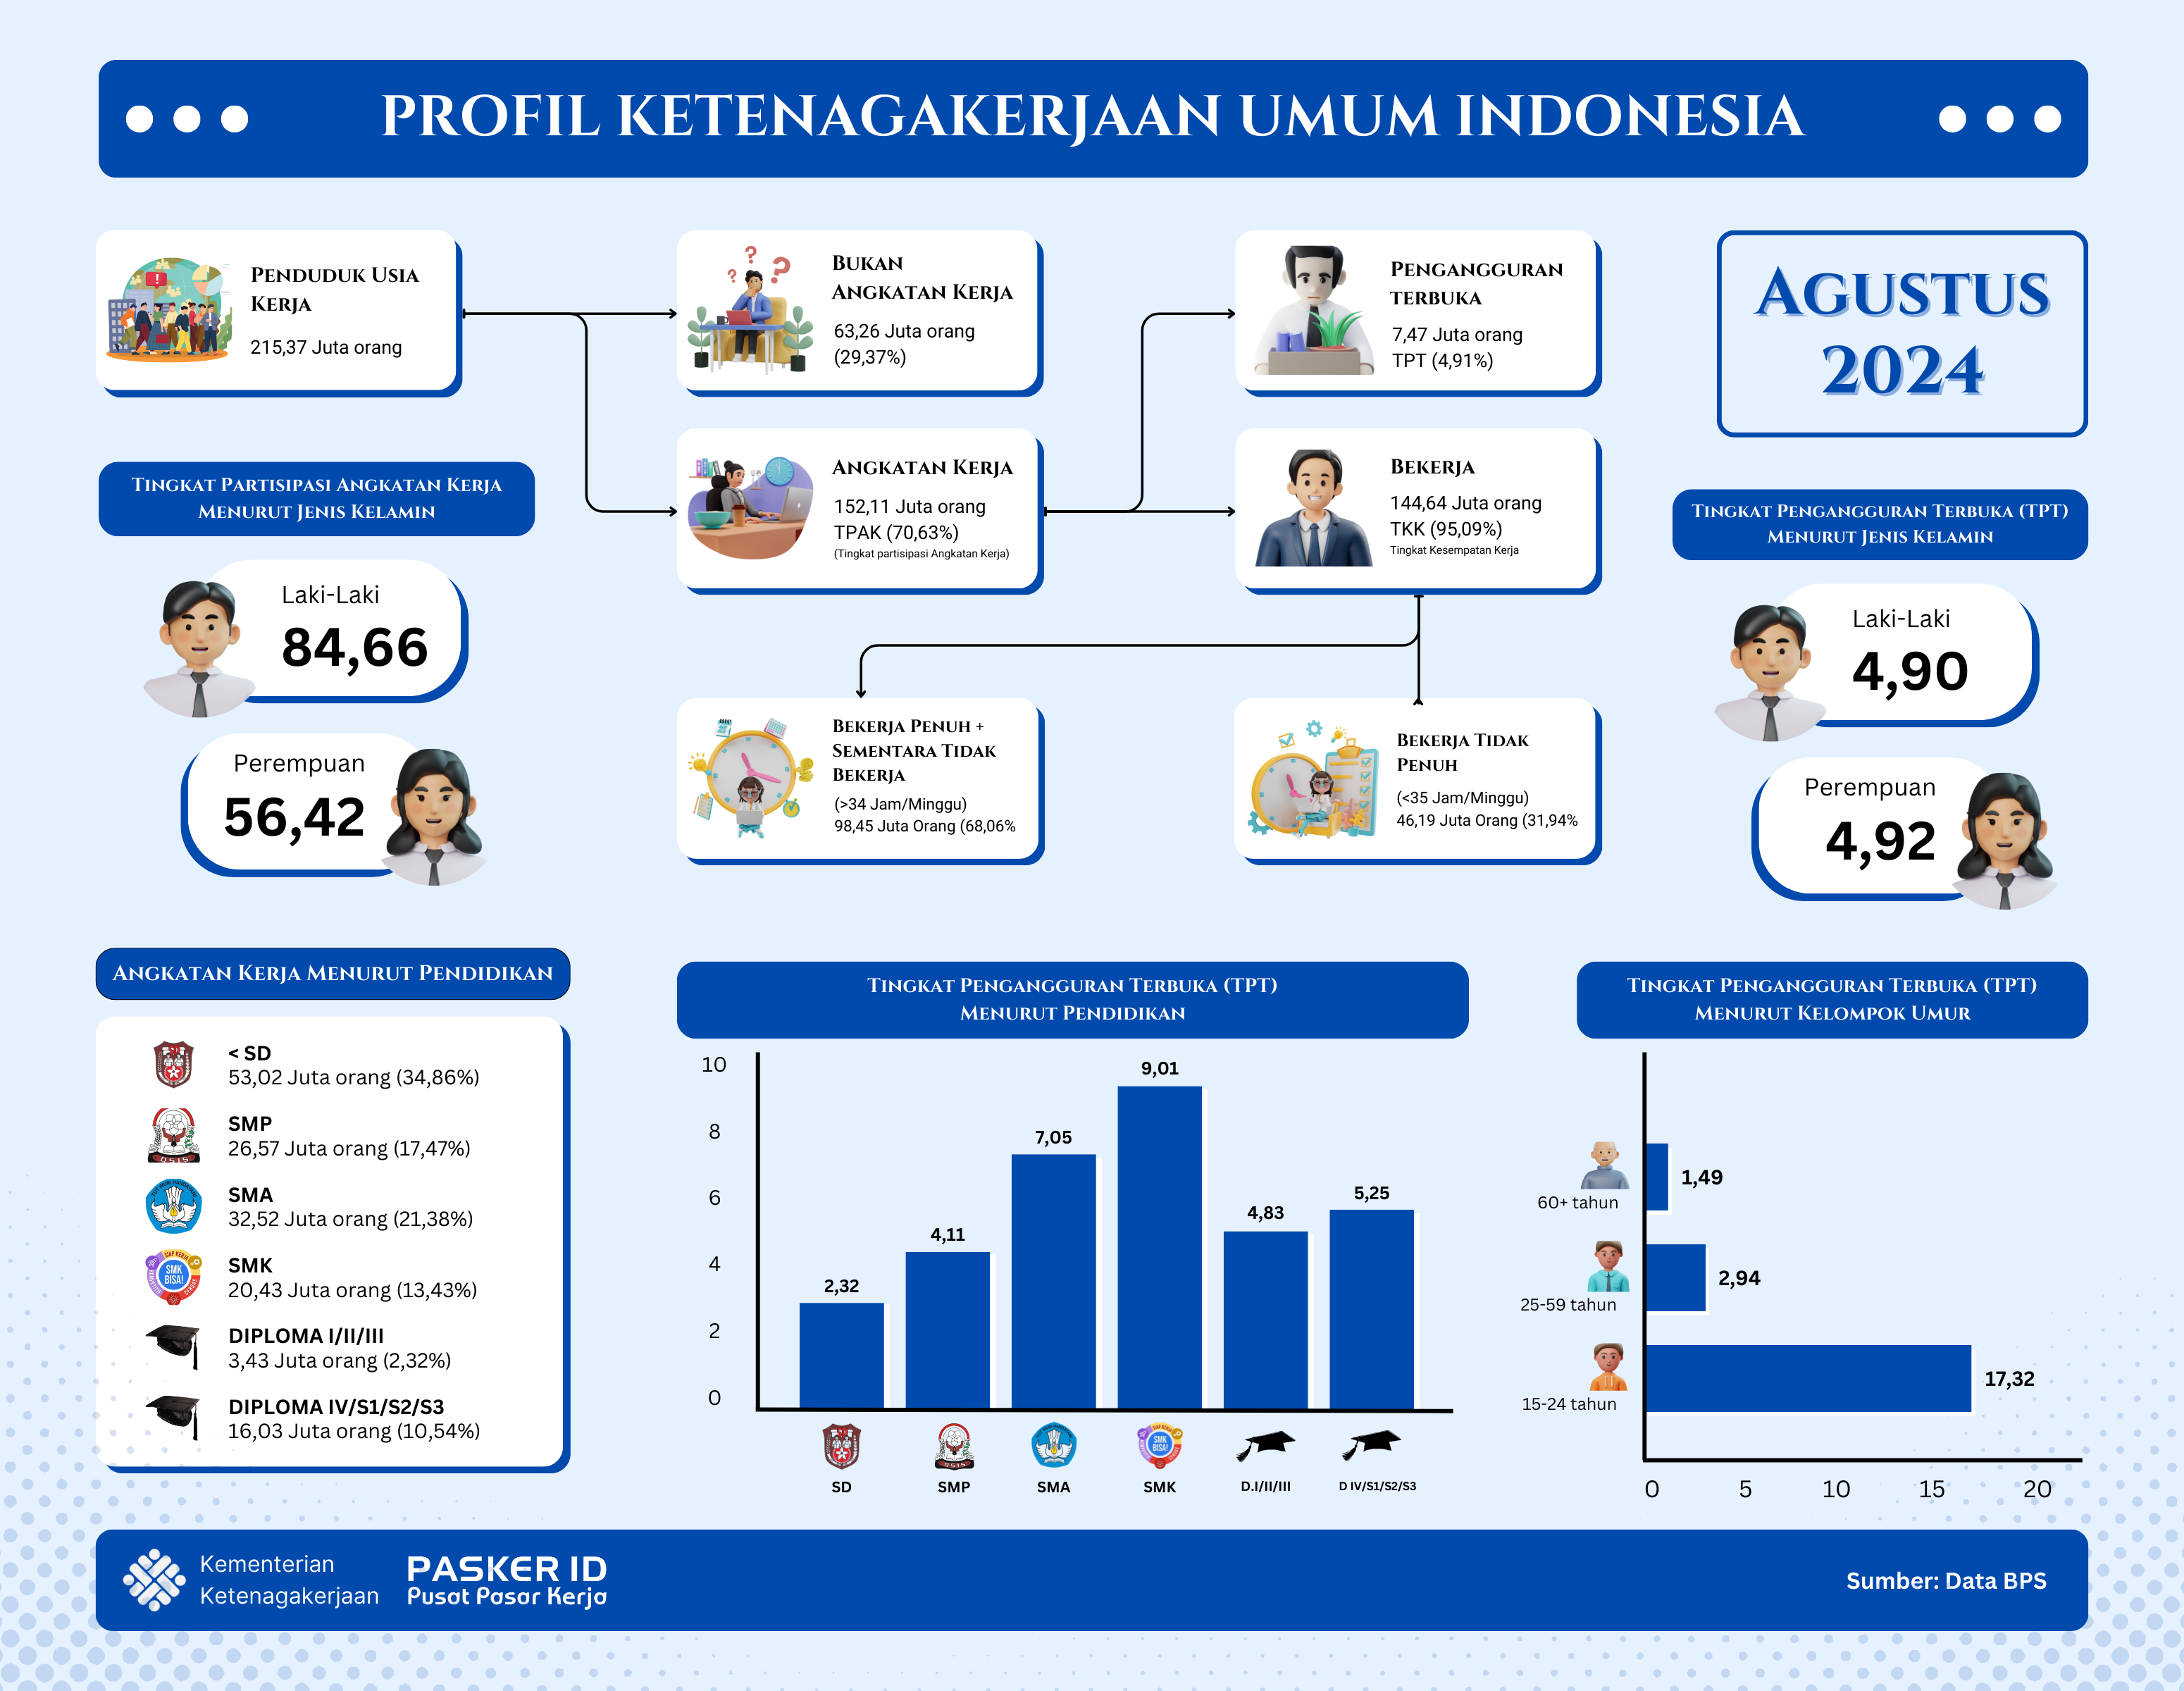 PROFIL KETENAGAKERJAAN UMUM INDONESIA
PENDUDUK USIA
KERJA
215,37 Juta orang
BUKAN
ANGKATAN KERJA
63,26 Juta orang
(29,37%)
PENGANGGURAN
TERBUKA
7,47 Juta orang
TPT (4,91%)
AGUSTUS
2024
ANGKATAN KERJA
152,11 Juta orang
TPAK (70,63%)
(Tingkat partisipasi Angkatan Kerja)
BEKERJA
144,64 Juta orang
TKK (95,09%)
Tingkat Kesempatan Kerja
TINGKAT PARTISIPASI ANGKATAN KERJA
MENURUT JENIS KELAMIN
Laki-Laki
84,66
Perempuan
56,42
TINGKAT PENGANGGURAN TERBUKA (TPT)
MENURUT JENIS KELAMIN
Laki-Laki
4,90
Perempuan
4,92
BEKERJA PENUH +
SEMENTARA TIDAK
BEKERJA
(>34 Jam/Minggu)
98,45 Juta Orang (68,06%
BEKERJA TIDAK
PENUH
(<35 Jam/Minggu)
46,19 Juta Orang (31,94%
ANGKATAN KERJA MENURUT PENDIDIKAN
< SD
53,02 Juta orang (34,86%)
SMP
26,57 Juta orang (17,47%)
OSIS
SMA
32,52 Juta orang (21,38%)
SMK
20,43 Juta orang (13,43%)
SMK
BISA!
DIPLOMA I/II/III
3,43 Juta orang (2,32%)
DIPLOMA IV/S1/S2/S3
16,03 Juta orang (10,54%)
TINGKAT PENGANGGURAN TERBUKA (TPT)
MENURUT PENDIDIKAN
10
8
6
4
2
0
2,32
4,11
7,05
9,01
4,83
5,25
SMK
BISA!
SD
SMP
SMA
SMK
D.I/II/III
D IV/S1/S2/S3
TINGKAT PENGANGGURAN TERBUKA (TPT)
MENURUT KELOMPOK UMUR
1,49
60+ tahun
2,94
25-59 tahun
17,32
15-24 tahun
0 5 10 15 20
Kementerian
Ketenagakerjaan
PASKER ID
Pusat Pasar Kerja
Sumber: Data BPS